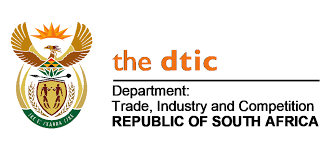 the dtic
Department:
Trade, Industry and Competition
REPUBLIC OF SOUTH AFRICA